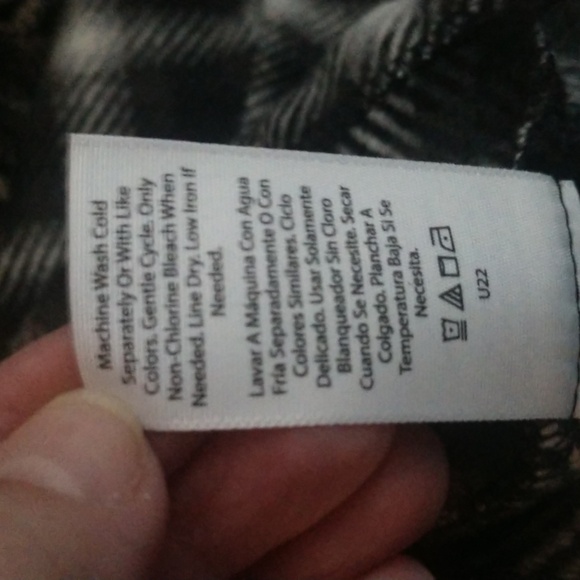 Machine Wash Cold
Separately Or With Like
Colors. Gentle Cycle. Only
Non-Chlorine Bleach When
Needed. Line Dry. Low Iron If
Needed.
Lavar A Maquina Con Agua
Fria Separadamente O Con
Colores Similares. Ciclo
Delicado. Usar Solamente
Blanqueador Sin Cloro
Cuando Se Necesite. Secar
Colgado. Planchar A
Temperatura Baja Si Se
Necesita.
U22